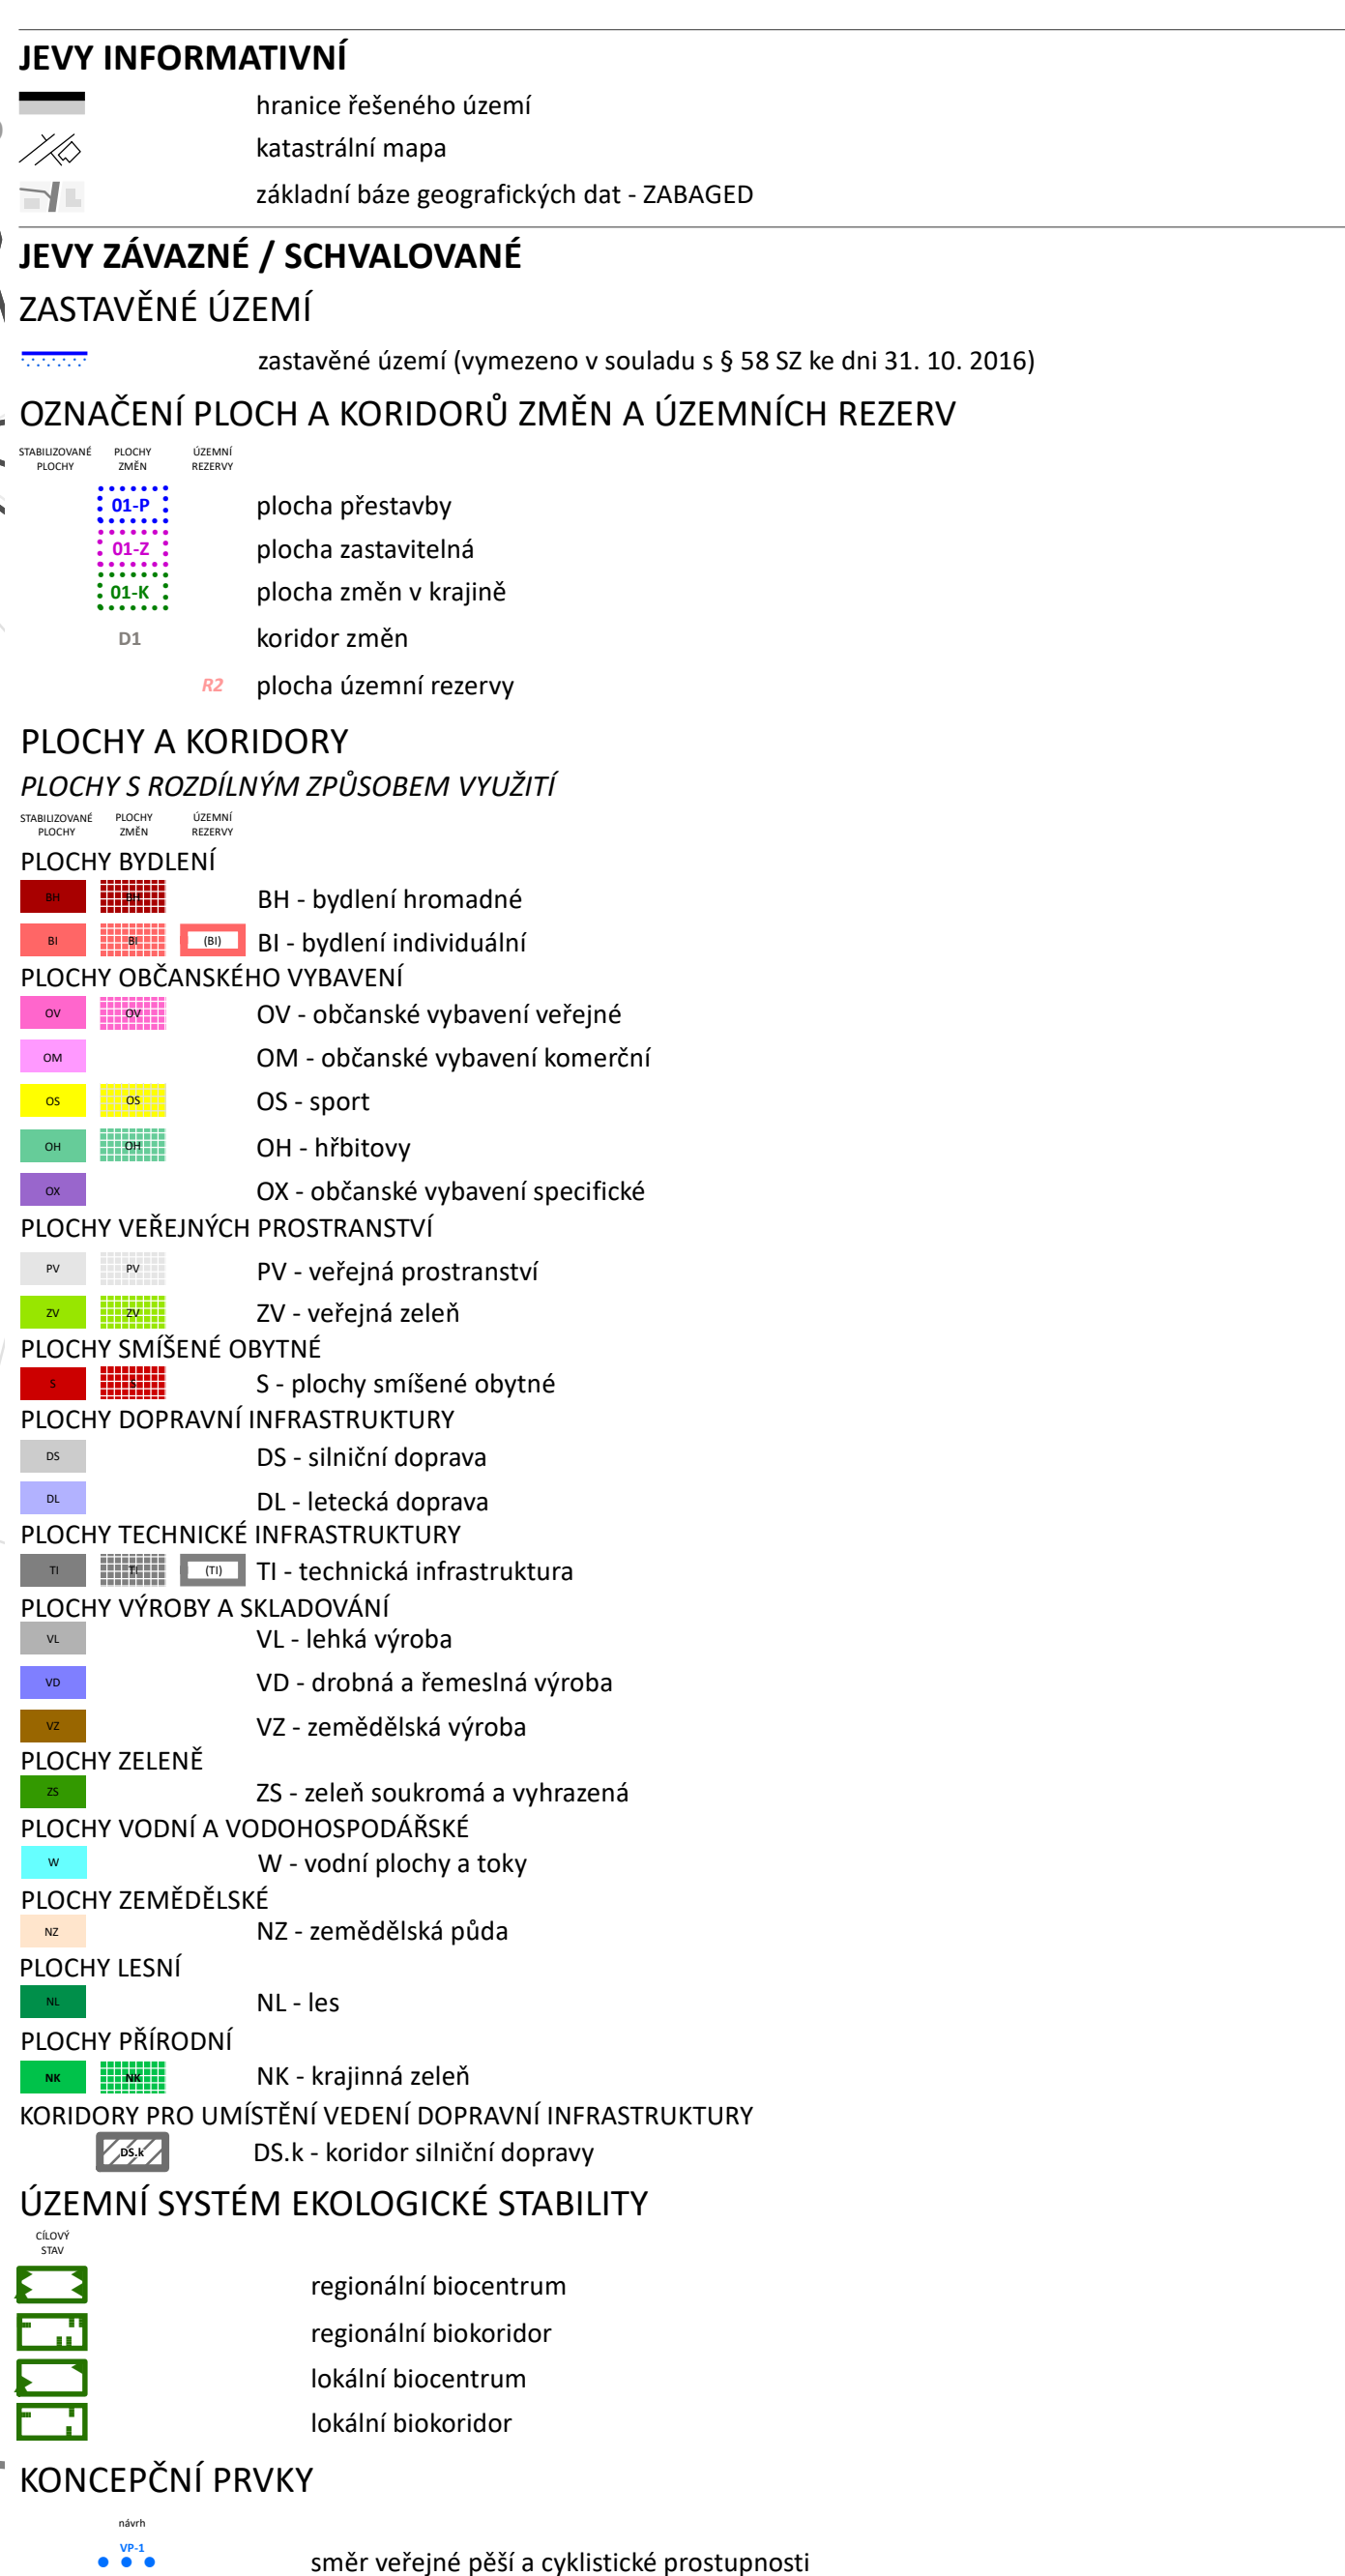 JEVY INFORMATIVNÍ
hranice řešeného území
katastrální mapa
základní báze geografických dat - ZABAGED
JEVY ZÁVAZNÉ / SCHVALOVANÉ
ZASTAVĚNÉ ÚZEMÍ
zastavěné území (vymezeno v souladu s § 58 SZ ke dni 31. 10. 2016)
OZNAČENÍ PLOCH A KORIDORŮ ZMĚN A ÚZEMNÍCH REZERV
STABILIZOVANÉ PLOCHY ÚZEMNÍ
PLOCHY ZMĚN REZERVY
01-P plocha přestavby
01-Z plocha zastavitelná
01-K plocha změn v krajině
D1 koridor změn
R2 plocha územní rezervy
PLOCHY A KORIDORY
PLOCHY S ROZDÍLNÝM ZPŮSOBEM VYUŽITÍ
STABILIZOVANÉ PLOCHY ÚZEMNÍ
PLOCHY ZMĚN REZERVY
PLOCHY BYDLENÍ
BH BH BH - bydlení hromadné
BI BI (BI) BI - bydlení individuální
PLOCHY OBČANSKÉHO VYBAVENÍ
OV OV OV - občanské vybavení veřejné
OM OM - občanské vybavení komerční
OS OS OS - sport
OH OH OH - hřbitovy
OX OX - občanské vybavení specifické
PLOCHY VEŘEJNÝCH PROSTRANSTVÍ
PV PV PV - veřejná prostranství
ZV ZV ZV - veřejná zeleň
PLOCHY SMÍŠENÉ OBYTNÉ
S S S - plochy smíšené obytné
PLOCHY DOPRAVNÍ INFRASTRUKTURY
DS DS - silniční doprava
DL DL - letecká doprava
PLOCHY TECHNICKÉ INFRASTRUKTURY
TI TI (TI) TI - technická infrastruktura
PLOCHY VÝROBY A SKLADOVÁNÍ
VL VL - lehká výroba
VD VD - drobná a řemeslná výroba
VZ VZ - zemědělská výroba
PLOCHY ZELENĚ
ZS ZS - zeleň soukromá a vyhrazená
PLOCHY VODNÍ A VODOHOSPODÁŘSKÉ
W W - vodní plochy a toky
PLOCHY ZEMĚDĚLSKÉ
NZ NZ - zemědělská půda
PLOCHY LESNÍ
NL NL - les
PLOCHY PŘÍRODNÍ
NK NK NK - krajinná zeleň
KORIDORY PRO UMÍSTĚNÍ VEDENÍ DOPRAVNÍ INFRASTRUKTURY
DS.k DS.k - koridor silniční dopravy
ÚZEMNÍ SYSTÉM EKOLOGICKÉ STABILITY
CÍLOVÝ
STAV
regionální biocentrum
regionální biokoridor
lokální biocentrum
lokální biokoridor
KONCEPČNÍ PRVKY
návrh
VP-1
směr veřejné pěší a cyklistické prostupnosti